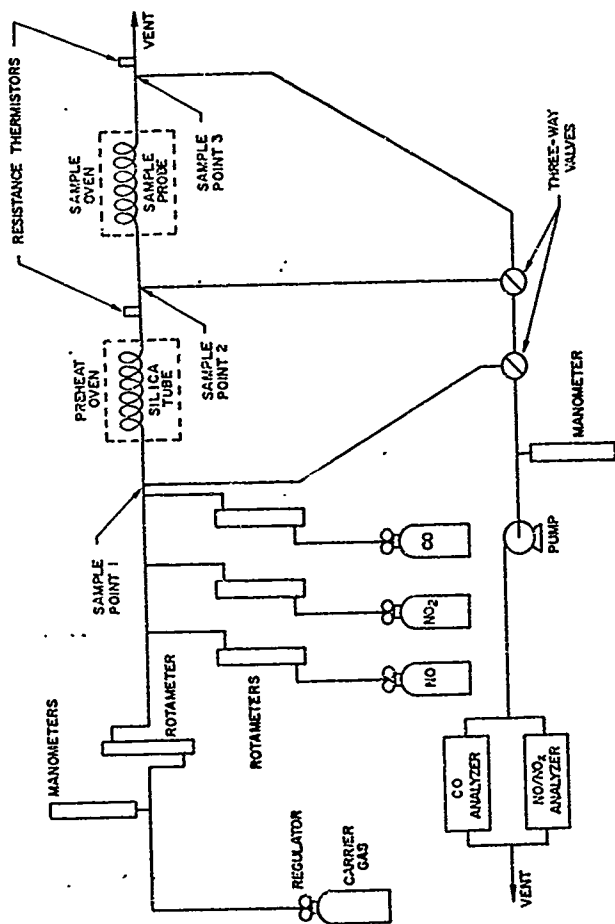 RESISTANCE THERMISTORS
VENT
SAMPLE
OVEN
SAMPLE
PRODE
SAMPLE
POINT 3
PREHEAT
OVEN
SILICA
TUBE
SAMPLE
POINT 2
SAMPLE
POINT 1
MANOMETERS
ROTAMETER
ROTAMETERS
REGULATOR
CARRIER
GAS
NO
NO2
CO
THREE-WAY
VALVES
MANOMETER
PUMP
CO
ANALYZER
NO/NOX
ANALYZER
VENT